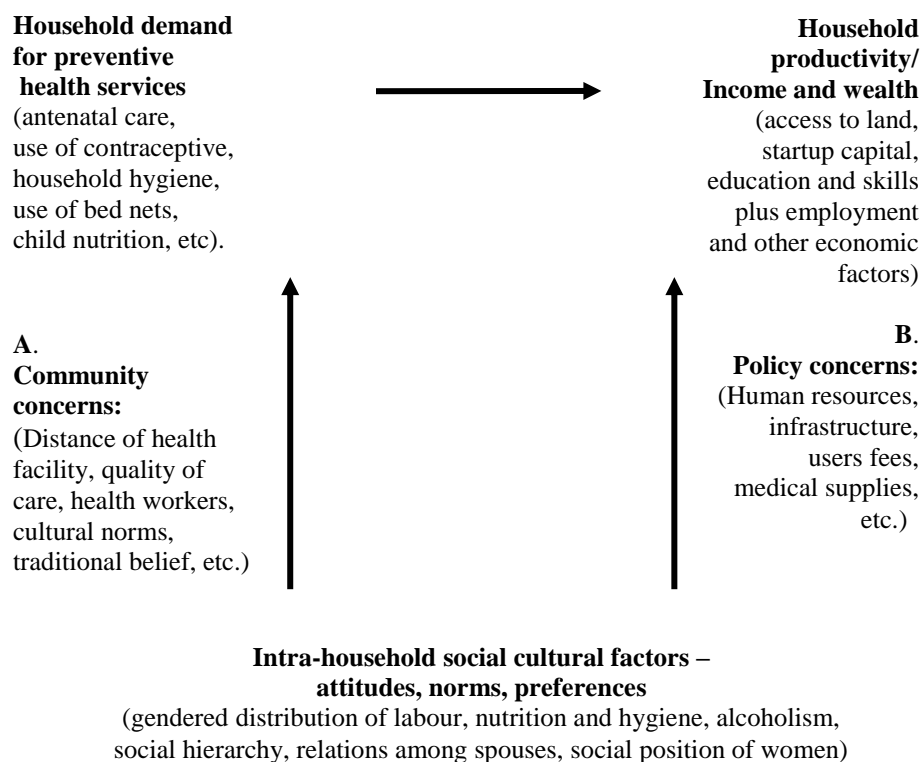 Household demand
for preventive
health services
(antenatal care,
use of contraceptive,
household hygiene,
use of bed nets,
child nutrition, etc).
Household
productivity/
Income and wealth
(access to land,
startup capital,
education and skills
plus employment
and other economic
factors)
A.
Community
concerns:
(Distance of health
facility, quality of
care, health workers,
cultural norms,
traditional belief, etc.)
B.
Policy concerns:
(Human resources,
infrastructure,
users fees,
medical supplies,
etc.)
Intra-household social cultural factors –
attitudes, norms, preferences
(gendered distribution of labour, nutrition and hygiene, alcoholism,
social hierarchy, relations among spouses, social position of women)